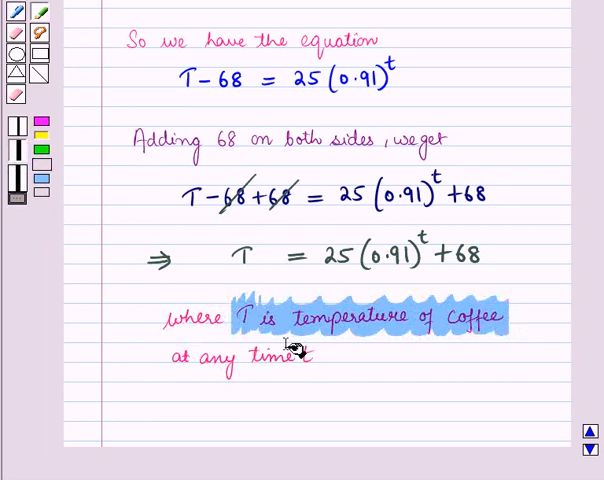 So we have the equation
T - 68 = 25 (0.91)^t
Adding 68 on both sides, we get
T - 68 + 68 = 25 (0.91)^t + 68
⇒ T = 25 (0.91)^t + 68
where T is temperature of coffee
at any time t